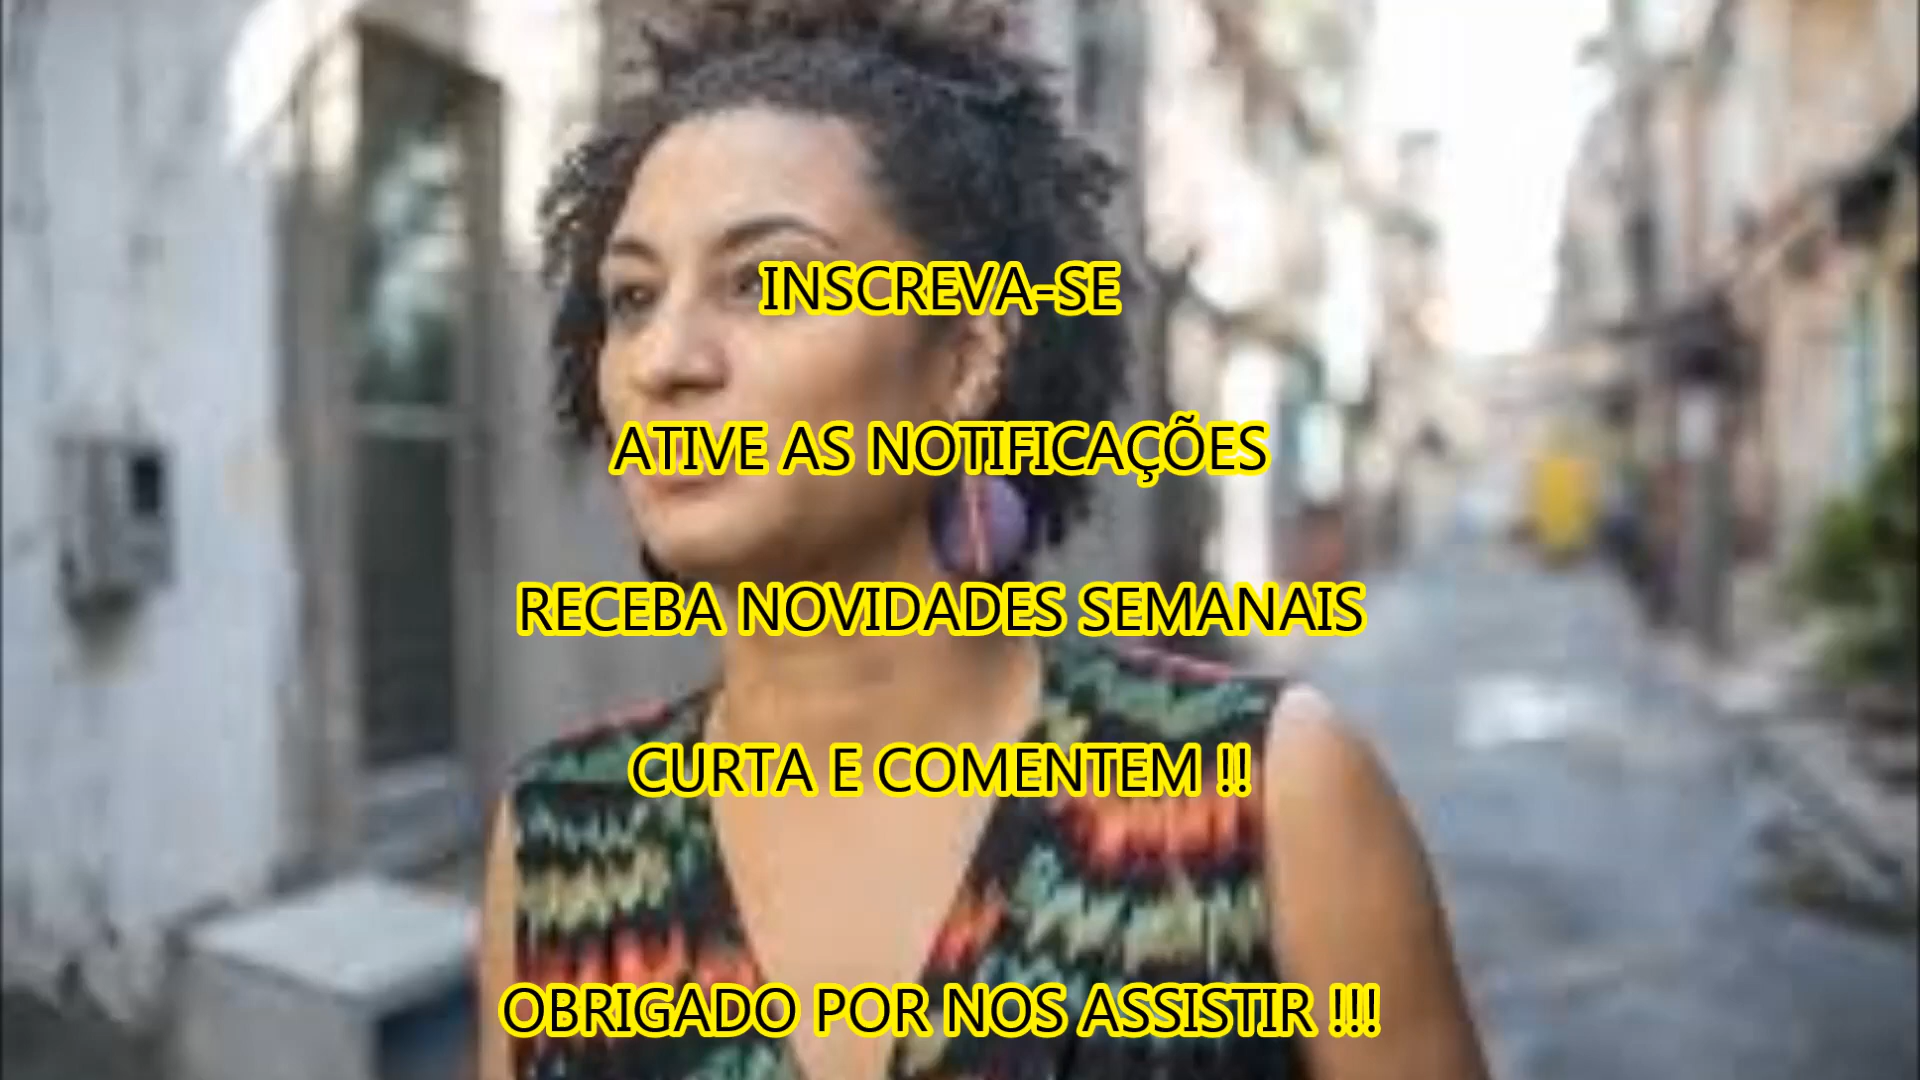 INSCREVA-SE
ATIVE AS NOTIFICAÇÕES
RECEBA NOVIDADES SEMANAIS
CURTA E COMENTEM !!
OBRIGADO POR NOS ASSISTIR !!!